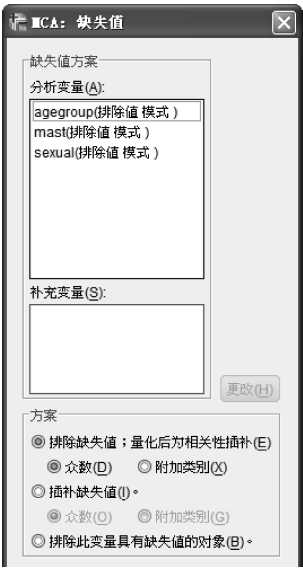 MCA：缺失值
缺失值方案
分析变量(A):
agegroup(排除值 模式 )
mast(排除值 模式 )
sexual(排除值 模式 )
补充变量(S):
更改(H)
方案
排除缺失值；量化后为相关性插补(E)
众数(D) 附加类别(X)
插补缺失值(I)。
众数(O) 附加类别(G)
排除此变量具有缺失值的对象(B)。